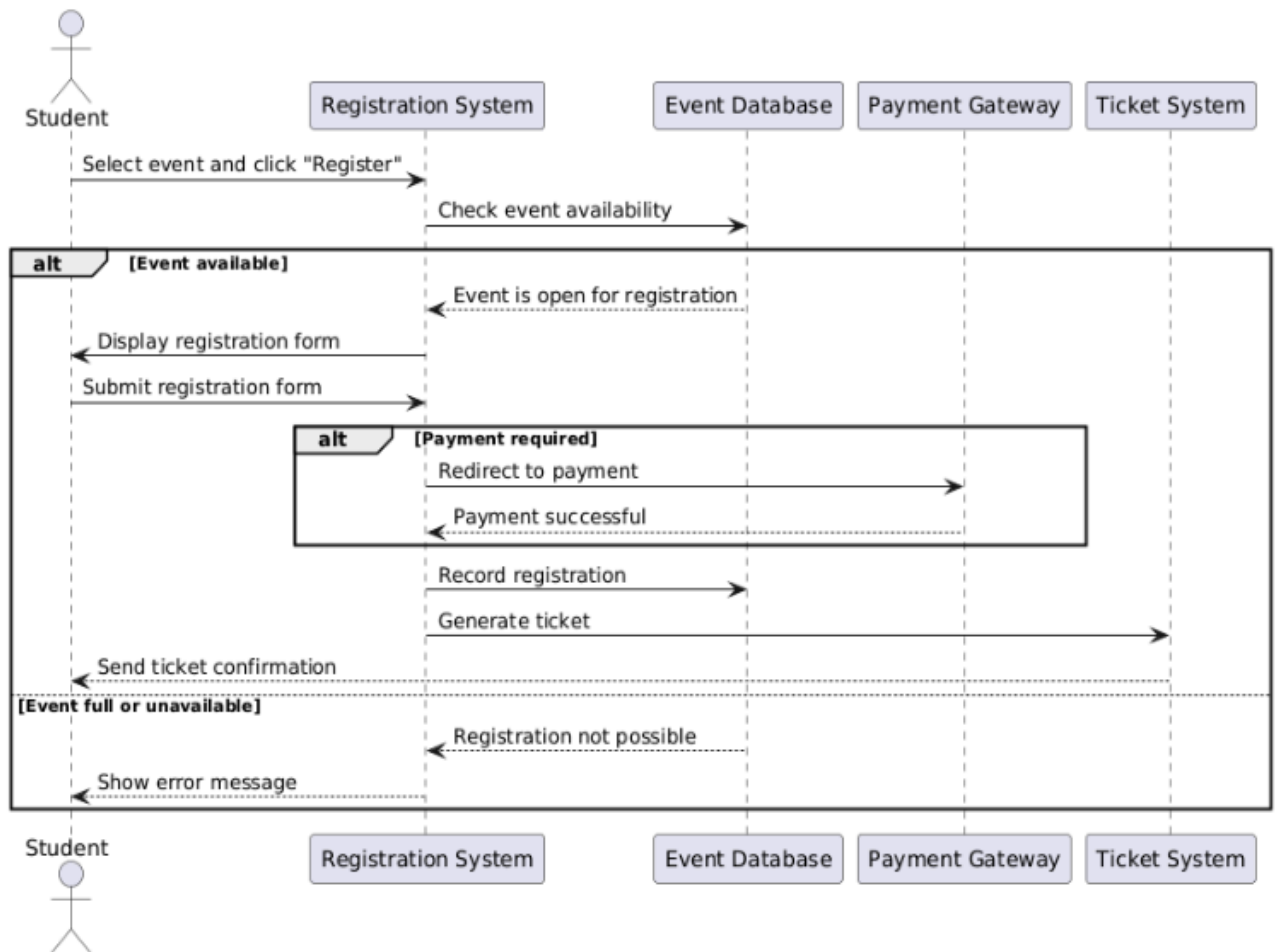 Student
Registration System
Event Database
Payment Gateway
Ticket System
Select event and click "Register"
Check event availability
alt
[Event available]
Event is open for registration
Display registration form
Submit registration form
alt
[Payment required]
Redirect to payment
Payment successful
Record registration
Generate ticket
Send ticket confirmation
[Event full or unavailable]
Registration not possible
Show error message
Student
Registration System
Event Database
Payment Gateway
Ticket System